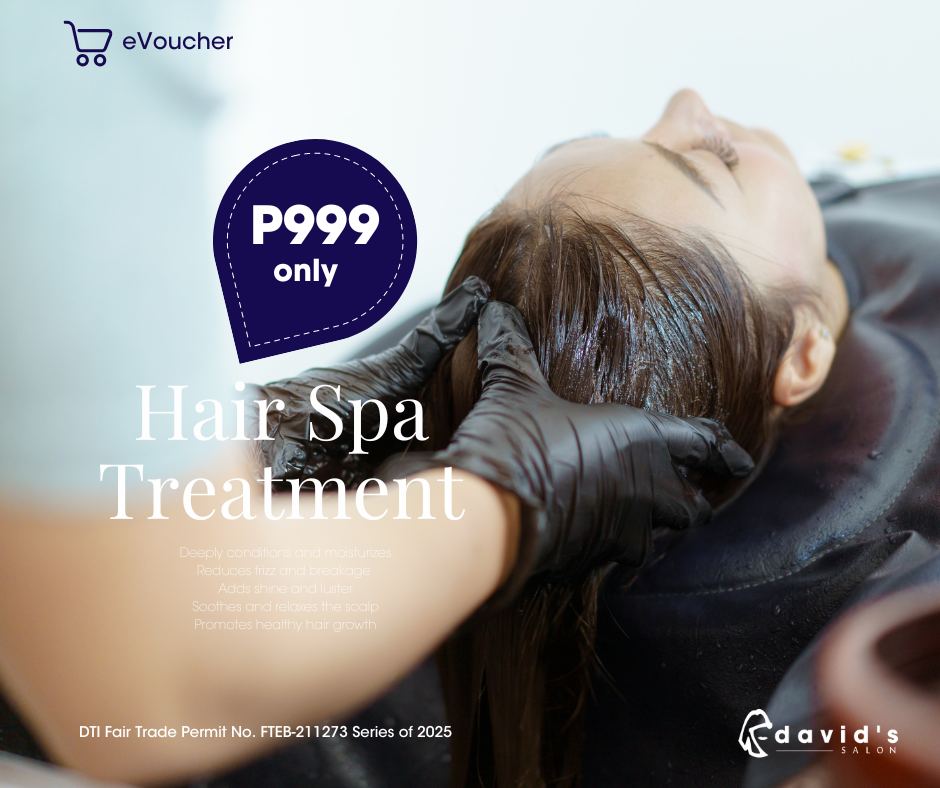 eVoucher
P999
only
Hair Spa
Treatment
Deeply conditions and moisturizes
Reduces frizz and breakage
Adds shine and luster
Soothes and relaxes the scalp
Promotes healthy hair growth
DTI Fair Trade Permit No. FTEB-211273 Series of 2025
david's
SALON